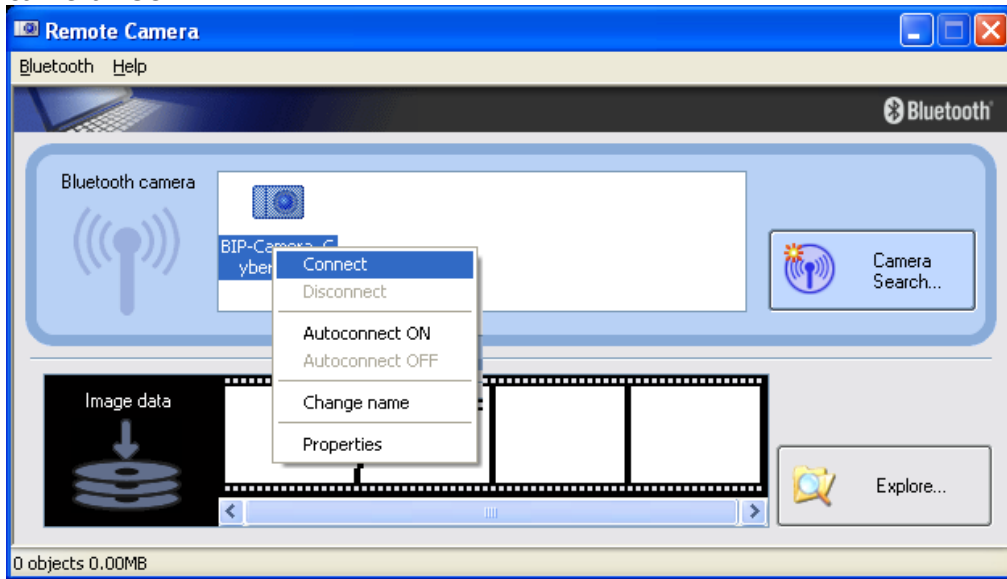 Remote Camera
Bluetooth Help
Bluetooth
Bluetooth camera
BIP-Camera_C
yber
Connect
Disconnect
Autoconnect ON
Autoconnect OFF
Change name
Properties
Camera
Search...
Image data
Explore...
0 objects 0.00MB